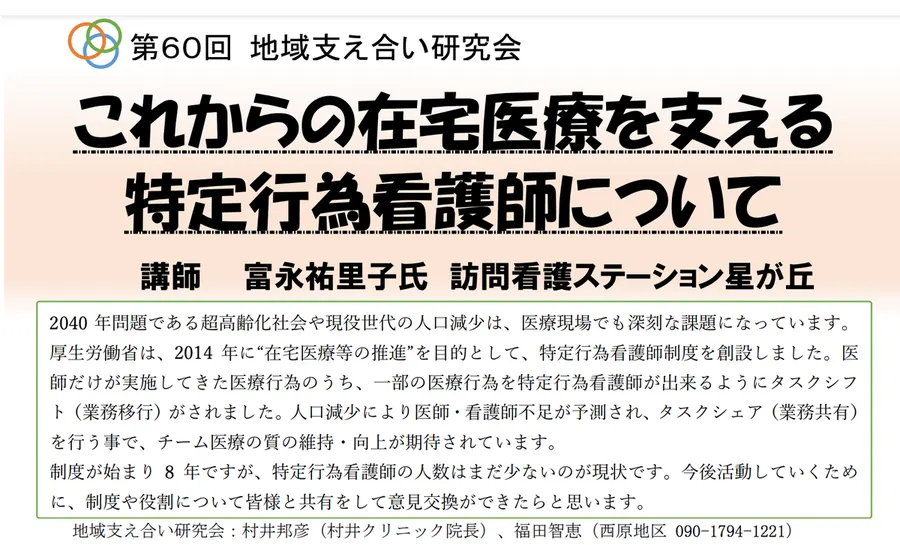 第60回 地域支え合い研究会
これからの在宅医療を支える
特定行為看護師について
講師 富永祐里子氏 訪問看護ステーション星が丘
2040 年問題である超高齢化社会や現役世代の人口減少は、医療現場でも深刻な課題になっています。
厚生労働省は、2014 年に“在宅医療等の推進”を目的として、特定行為看護師制度を創設しました。医
師だけが実施してきた医療行為のうち、一部の医療行為を特定行為看護師が出来るようにタスクシフ
ト（業務移行）がされました。人口減少により医師・看護師不足が予測され、タスクシェア（業務共有）
を行う事で、チーム医療の質の維持・向上が期待されています。
制度が始まり 8 年ですが、特定行為看護師の人数はまだ少ないのが現状です。今後活動していくため
に、制度や役割について皆様と共有をして意見交換ができたらと思います。
地域支え合い研究会：村井邦彦（村井クリニック院長）、福田智恵（西原地区 090-1794-1221）